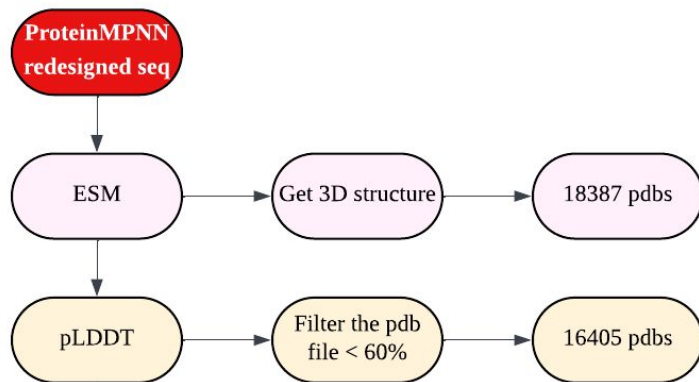 ProteinMPNN
redesigned seq
ESM
Get 3D structure
18387 pdbs
pLDDT
Filter the pdb
file < 60%
16405 pdbs